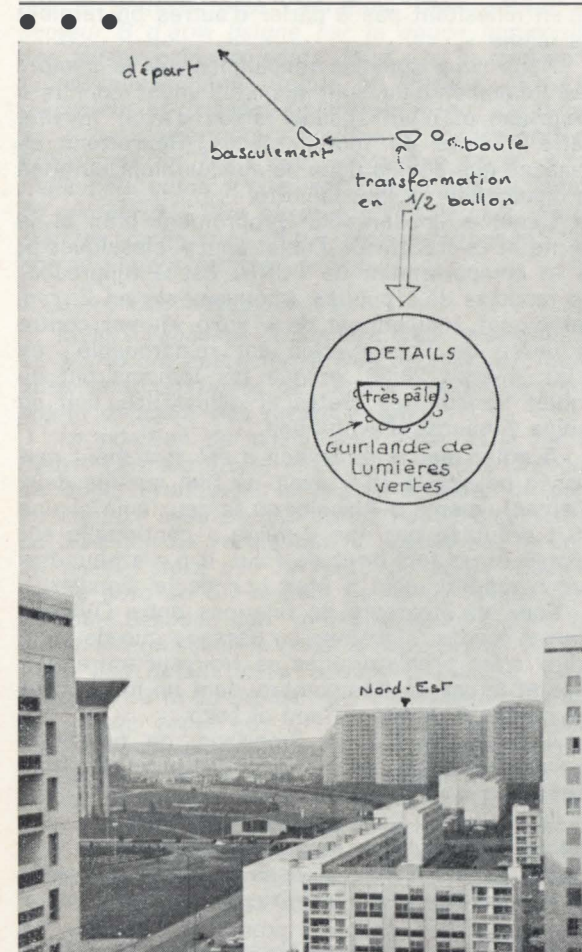 départ
basculement
boule
transformation
en 1/2 ballon
DETAILS
très pâle
Guirlande de
Lumières
vertes
Nord-Est